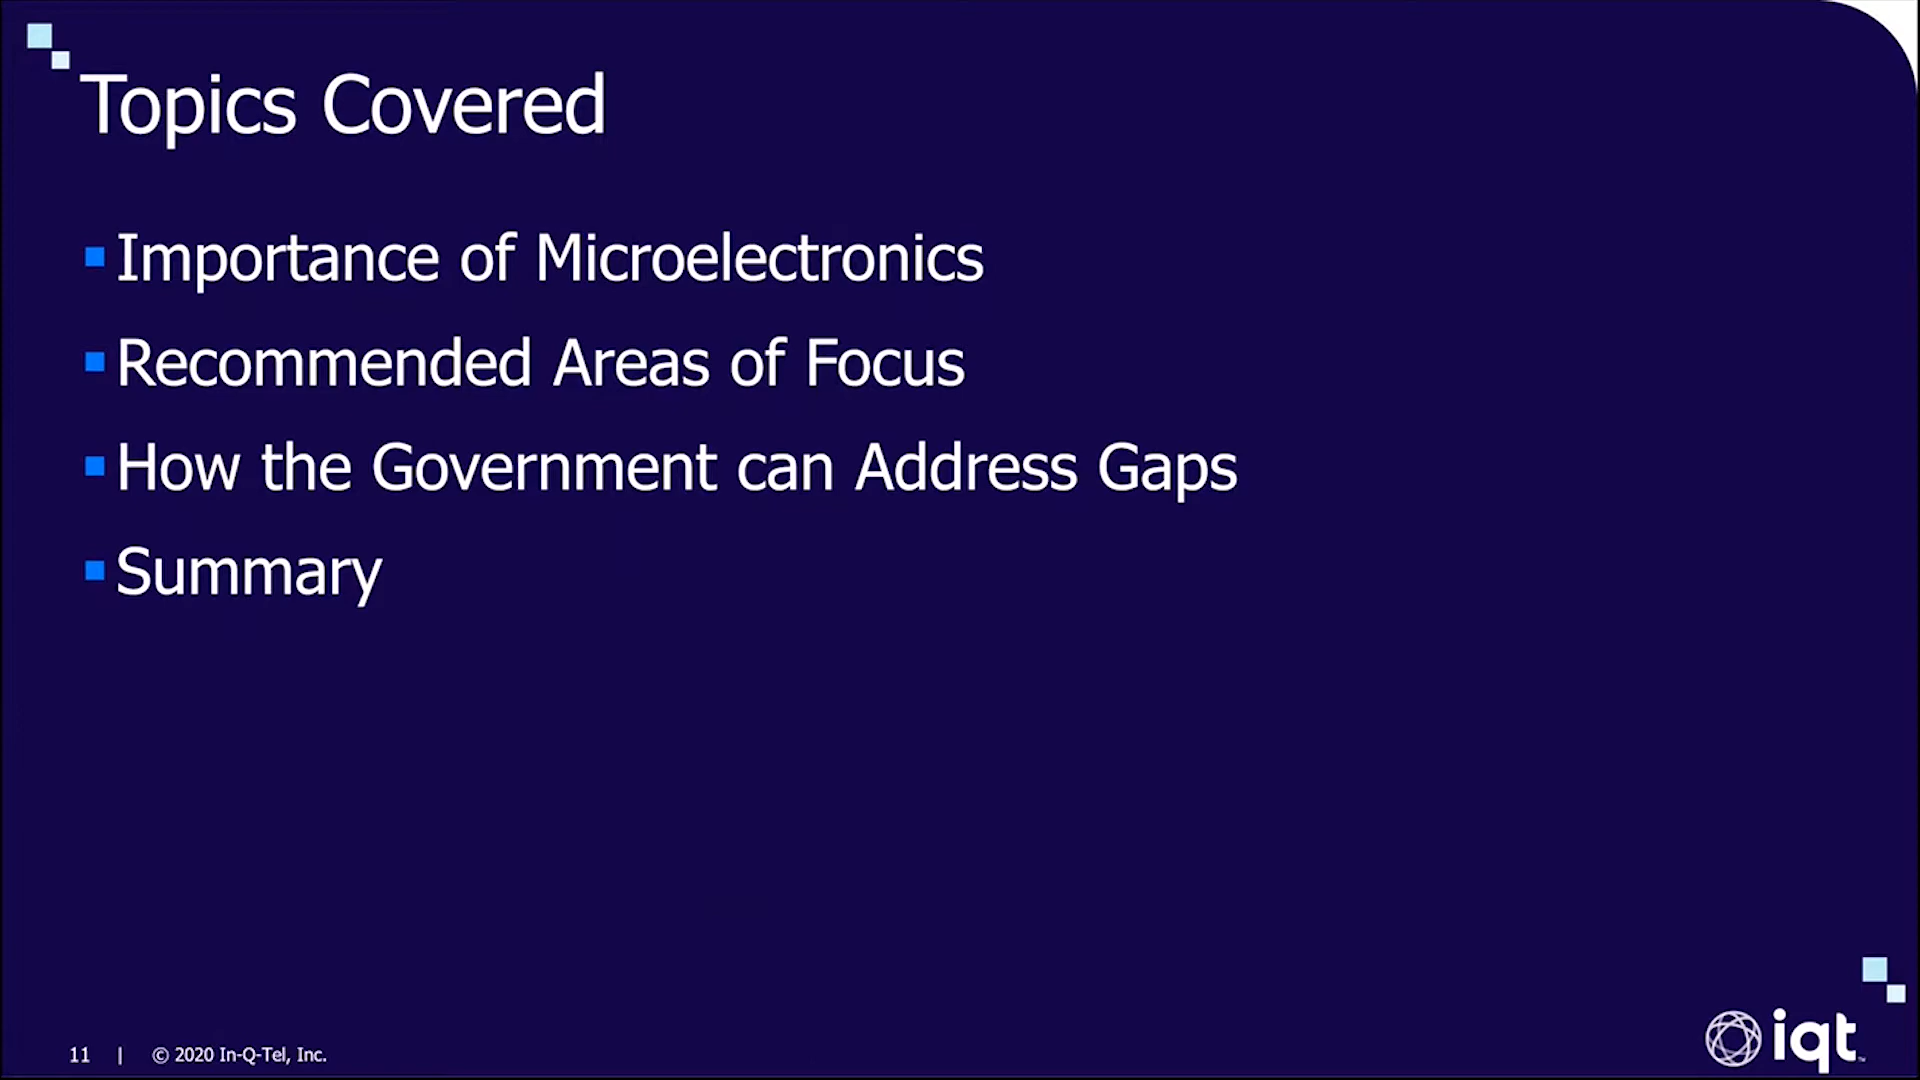 Topics Covered
Importance of Microelectronics
Recommended Areas of Focus
How the Government can Address Gaps
Summary
11 | © 2020 In-Q-Tel, Inc.
iqt™